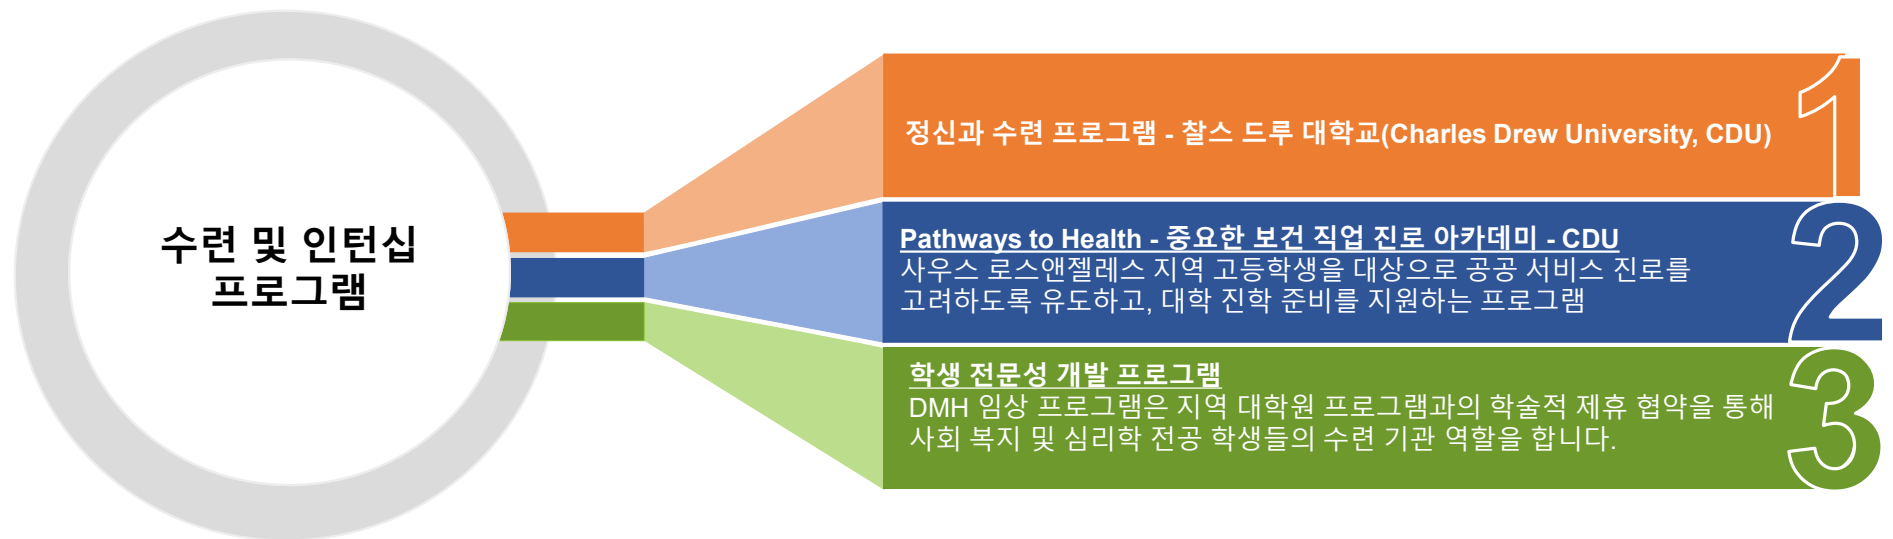 수련 및 인턴십
프로그램
정신과 수련 프로그램 - 찰스 드루 대학교(Charles Drew University, CDU)
1
Pathways to Health - 중요한 보건 직업 진로 아카데미 - CDU
사우스 로스앤젤레스 지역 고등학생을 대상으로 공공 서비스 진로를
고려하도록 유도하고, 대학 진학 준비를 지원하는 프로그램
2
학생 전문성 개발 프로그램
DMH 임상 프로그램은 지역 대학원 프로그램과의 학술적 제휴 협약을 통해
사회 복지 및 심리학 전공 학생들의 수련 기관 역할을 합니다.
3